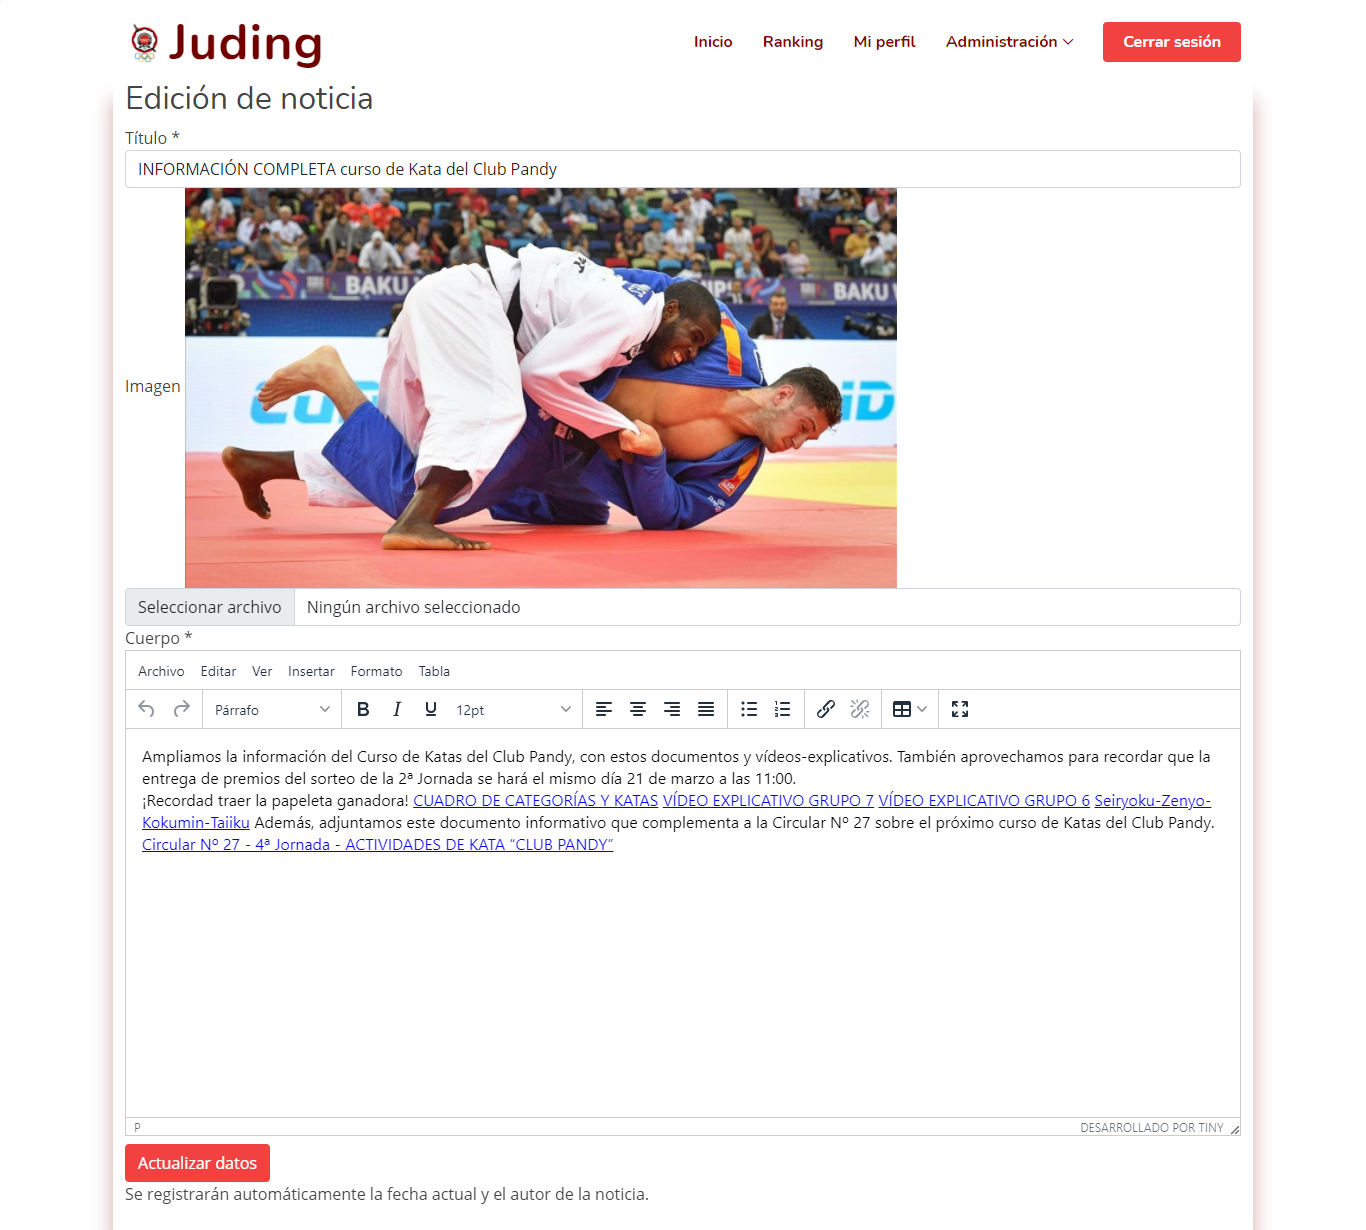 Juding
Inicio Ranking Mi perfil Administración Cerrar sesión
Edición de noticia
Título *
INFORMACIÓN COMPLETA curso de Kata del Club Pandy
BAKU
BAKU
Imagen
Seleccionar archivo Ningún archivo seleccionado
Cuerpo *
Archivo Editar Ver Insertar Formato Tabla
Párrafo B I U 12pt
Ampliamos la información del Curso de Katas del Club Pandy, con estos documentos y vídeos-explicativos. También aprovechamos para recordar que la
entrega de premios del sorteo de la 2ª Jornada se hará el mismo día 21 de marzo a las 11:00.
¡Recordad traer la papeleta ganadora! CUADRO DE CATEGORÍAS Y KATAS VÍDEO EXPLICATIVO GRUPO 7 VÍDEO EXPLICATIVO GRUPO 6 Seiryoku-Zenyo-
Kokumin-Taiiku Además, adjuntamos este documento informativo que complementa a la Circular Nº 27 sobre el próximo curso de Katas del Club Pandy.
Circular Nº 27 - 4ª Jornada - ACTIVIDADES DE KATA “CLUB PANDY”
P DESARROLLADO POR TINY
Actualizar datos
Se registrarán automáticamente la fecha actual y el autor de la noticia.